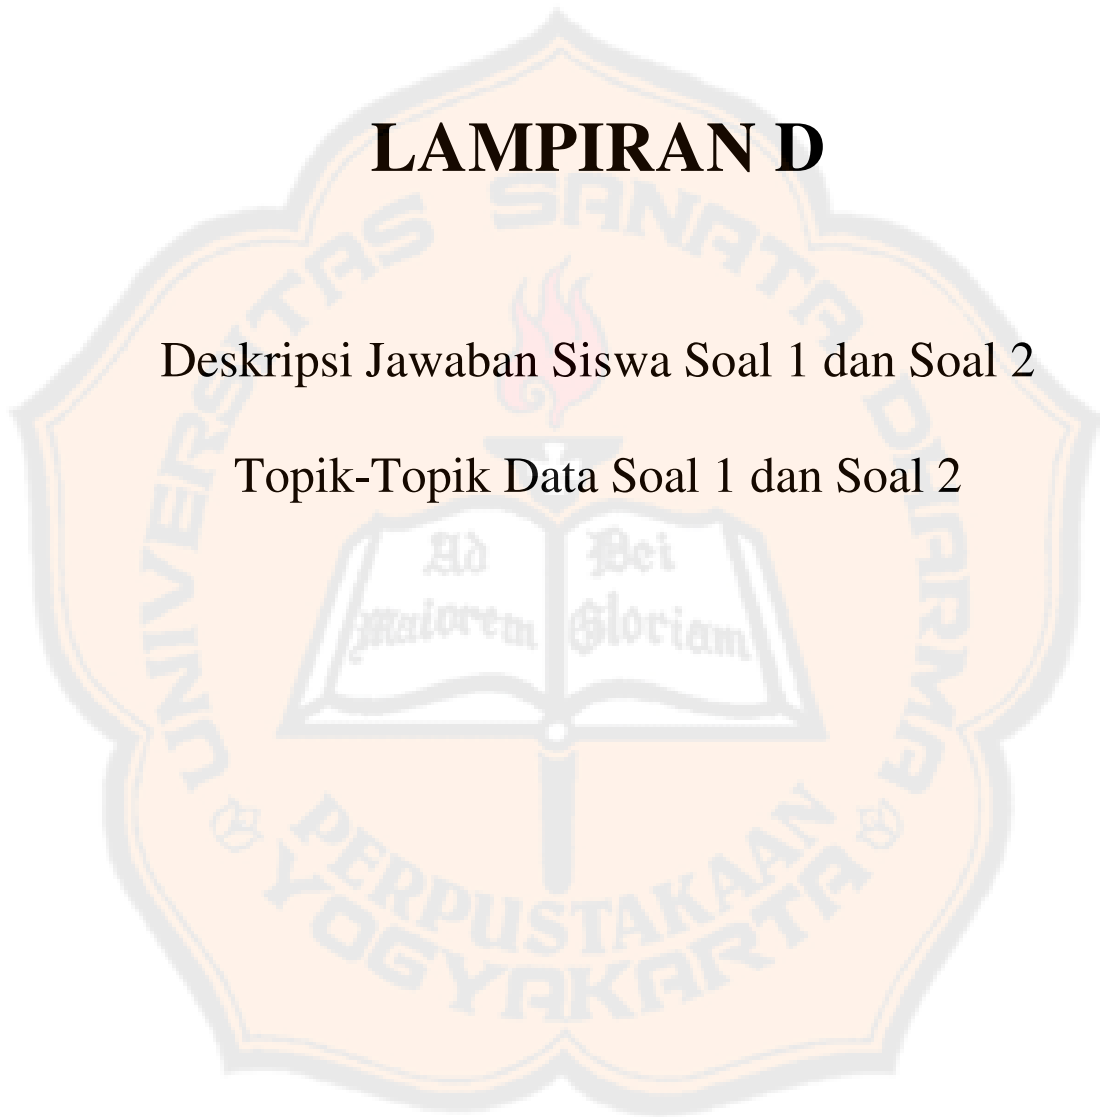 LAMPIRAN D
UNIVERSITAS SANATA DHARMA
Deskripsi Jawaban Siswa Soal 1 dan Soal 2
Topik-Topik Data Soal 1 dan Soal 2
Ad
Maiorem
Dei
Gloriam
PERPUSTAKAAN
YOGYAKARTA